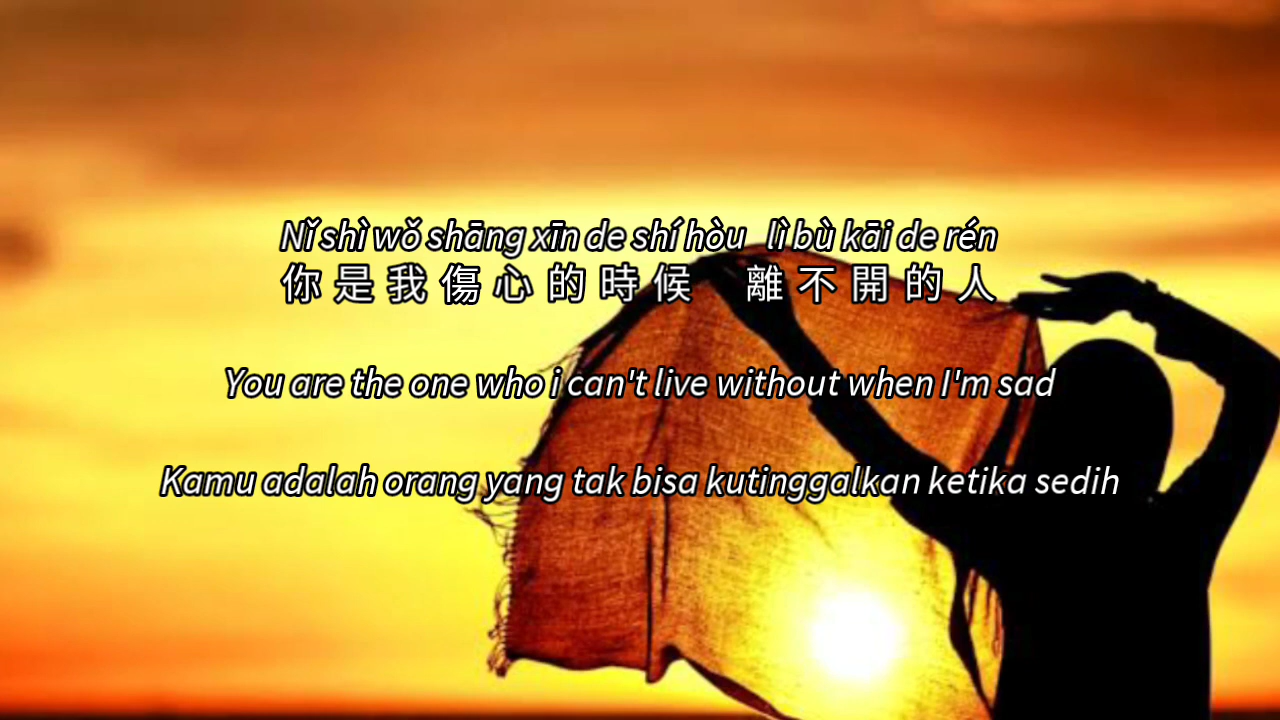 Nǐ shì wǒ shāng xīn de shí hòu lì bù kāi de rén
你是我傷心的時候 離不開的人
You are the one who i can't live without when I'm sad
Kamu adalah orang yang tak bisa kutinggalkan ketika sedih